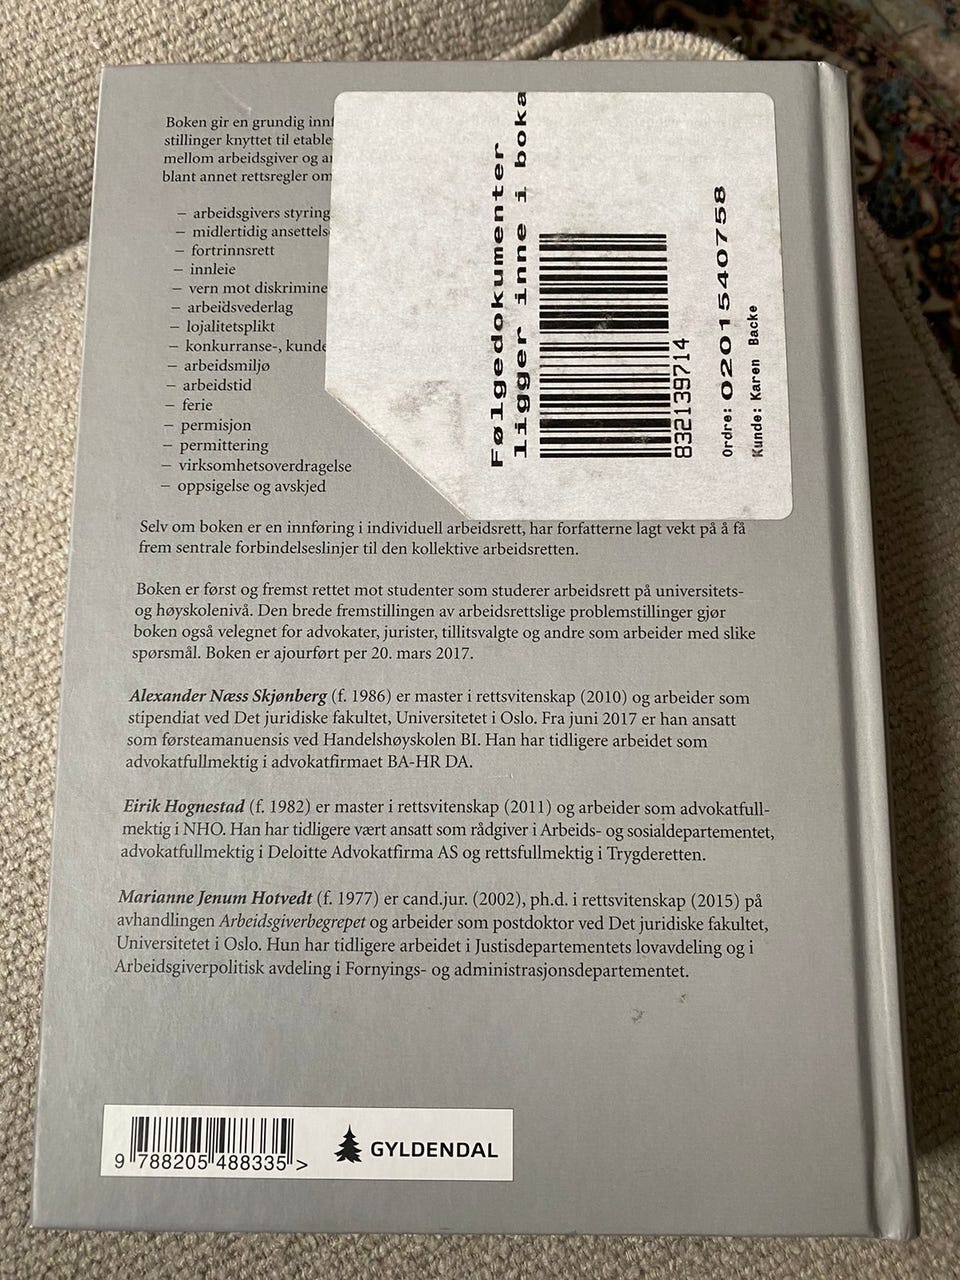 Boken gir en grundig
stillinger knyttet til
mellom arbeidsgiver og
blant annet rettsregler om
– arbeidsgivers
– midlertidig
– fortrinnsrett
– innleie
– vern mot
– arbeidsvederlag
– lojalitetsplikt
– konkurranse-,
– arbeidsmiljø
– arbeidstid
– ferie
– permisjon
– permittering
– virksomhetsoverdragelse
– oppsigelse og avskjed
Følgedokumenter
ligger inne i boka
832139714
Ordre: 0201540758
Kunde: Karen Backe
Selv om boken er en innføring i individuell arbeidsrett, har forfatterne lagt vekt på å få
frem sentrale forbindelseslinjer til den kollektive arbeidsretten.
Boken er først og fremst rettet mot studenter som studerer arbeidsrett på universitets-
og høyskolenivå. Den brede fremstillingen av arbeidsrettslige problemstillinger gjør
boken også velegnet for advokater, jurister, tillitsvalgte og andre som arbeider med slike
spørsmål. Boken er ajourført per 20. mars 2017.
Alexander Næss Skjønberg (f. 1986) er master i rettsvitenskap (2010) og arbeider som
stipendiat ved Det juridiske fakultet, Universitetet i Oslo. Fra juni 2017 er han ansatt
som førsteamanuensis ved Handelshøyskolen BI. Han har tidligere arbeidet som
advokatfullmektig i advokatfirmaet BA-HR DA.
Eirik Hognestad (f. 1982) er master i rettsvitenskap (2011) og arbeider som advokatfull-
mektig i NHO. Han har tidligere vært ansatt som rådgiver i Arbeids- og sosialdepartementet,
advokatfullmektig i Deloitte Advokatfirma AS og rettsfullmektig i Trygderetten.
Marianne Jenum Hotvedt (f. 1977) er cand.jur. (2002), ph.d. i rettsvitenskap (2015) på
avhandlingen Arbeidsgiverbegrepet og arbeider som postdoktor ved Det juridiske fakultet,
Universitetet i Oslo. Hun har tidligere arbeidet i Justisdepartementets lovavdeling og i
Arbeidsgiverpolitisk avdeling i Fornyings- og administrasjonsdepartementet.
9 788205 488335 >
GYLDENDAL